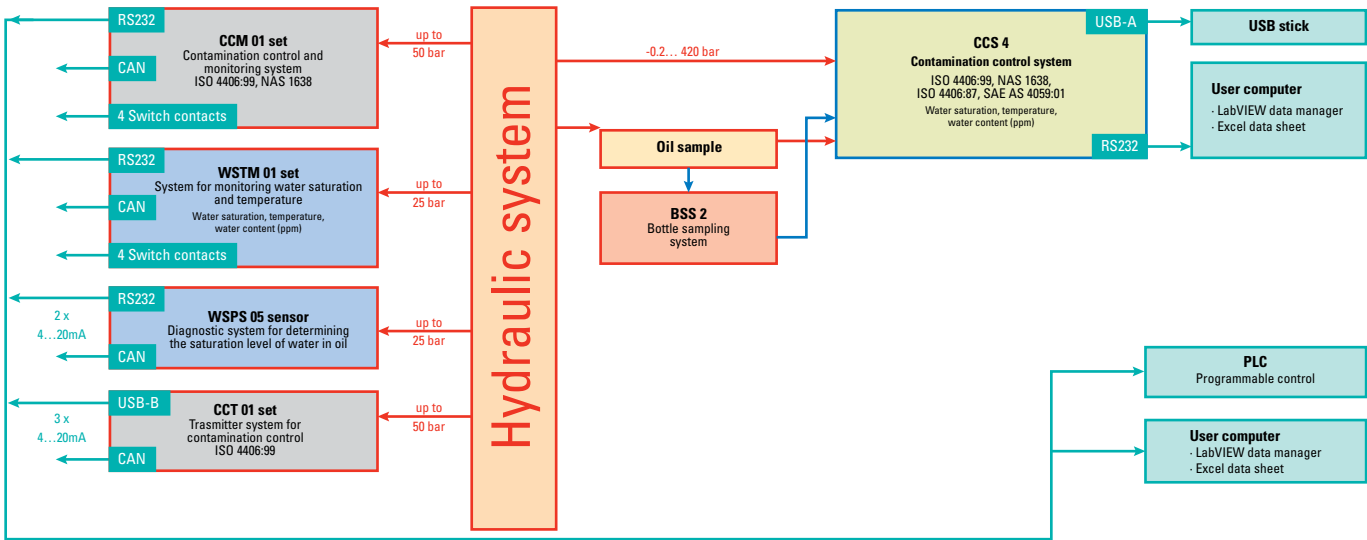 RS232
CCM 01 set
Contamination control and
monitoring system
ISO 4406:99, NAS 1638
CAN
4 Switch contacts
up to
50 bar
RS232
WSTM 01 set
System for monitoring water saturation
and temperature
Water saturation, temperature,
water content (ppm)
CAN
4 Switch contacts
up to
25 bar
RS232
WSPS 05 sensor
Diagnostic system for determining
the saturation level of water in oil
2 x
4...20mA
CAN
up to
25 bar
USB-B
CCT 01 set
Trasmitter system for
contamination control
ISO 4406:99
3 x
4...20mA
CAN
up to
50 bar
Hydraulic system
-0.2... 420 bar
Oil sample
BSS 2
Bottle sampling
system
USB-A
CCS 4
Contamination control system
ISO 4406:99, NAS 1638,
ISO 4406:87, SAE AS 4059:01
Water saturation, temperature,
water content (ppm)
RS232
USB stick
User computer
· LabVIEW data manager
· Excel data sheet
PLC
Programmable control
User computer
· LabVIEW data manager
· Excel data sheet